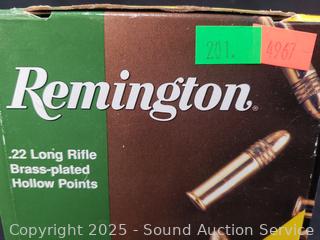 201.
4967
Remington®
.22 Long Rifle
Brass-plated
Hollow Points
Copyright 2025 - Sound Auction Service